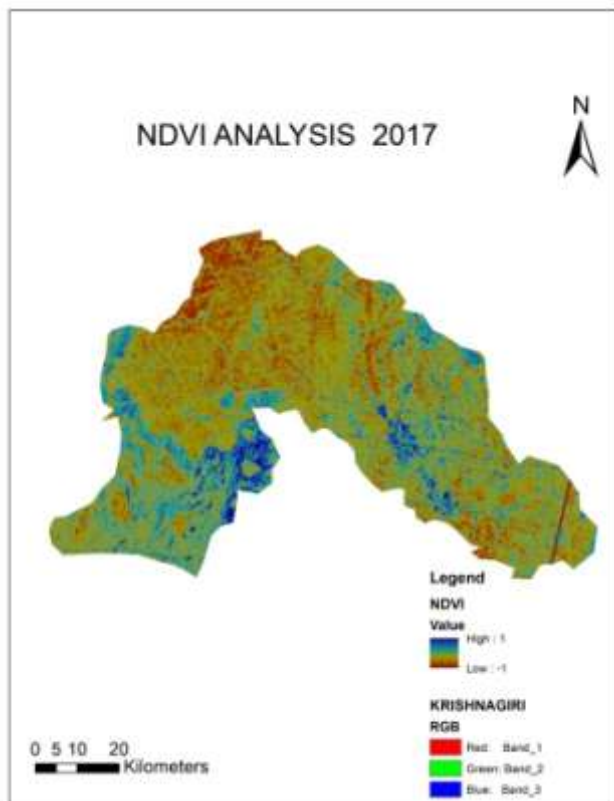 NDVI ANALYSIS 2017
N
Legend
NDVI
Value
High : 1
Low : -1
KRISHNAGIRI
RGB
Red: Band_1
Green: Band_2
Blue: Band_3
0 5 10 20
Kilometers